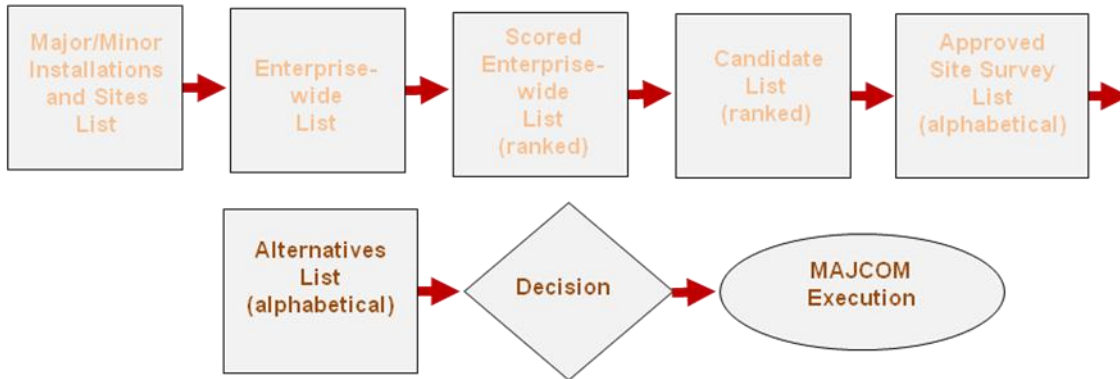 Major/Minor
Installations
and Sites
List
Enterprise-
wide
List
Scored
Enterprise-
wide
List
(ranked)
Candidate
List
(ranked)
Approved
Site Survey
List
(alphabetical)
Alternatives
List
(alphabetical)
Decision
MAJCOM
Execution